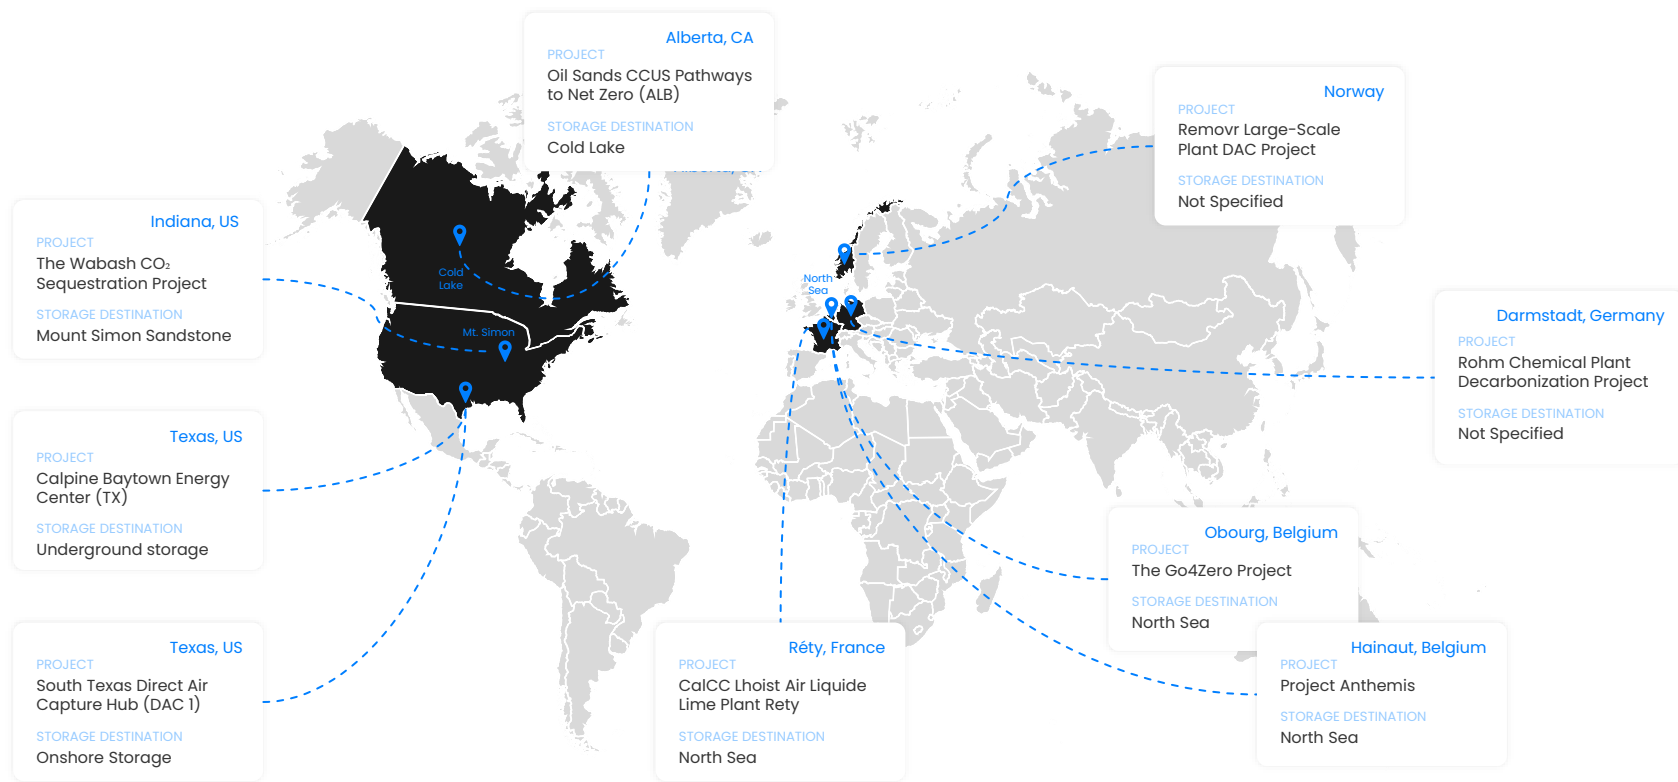 Alberta, CA
PROJECT
Oil Sands CCUS Pathways
to Net Zero (ALB)
STORAGE DESTINATION
Cold Lake
Norway
PROJECT
Removr Large-Scale
Plant DAC Project
STORAGE DESTINATION
Not Specified
Indiana, US
PROJECT
The Wabash CO₂
Sequestration Project
STORAGE DESTINATION
Mount Simon Sandstone
Cold
Lake
Mt. Simon
North
Sea
Darmstadt, Germany
PROJECT
Rohm Chemical Plant
Decarbonization Project
STORAGE DESTINATION
Not Specified
Texas, US
PROJECT
Calpine Baytown Energy
Center (TX)
STORAGE DESTINATION
Underground storage
Obourg, Belgium
PROJECT
The Go4Zero Project
STORAGE DESTINATION
North Sea
Texas, US
PROJECT
South Texas Direct Air
Capture Hub (DAC 1)
STORAGE DESTINATION
Onshore Storage
Réty, France
PROJECT
CalCC Lhoist Air Liquide
Lime Plant Rety
STORAGE DESTINATION
North Sea
Hainaut, Belgium
PROJECT
Project Anthemis
STORAGE DESTINATION
North Sea